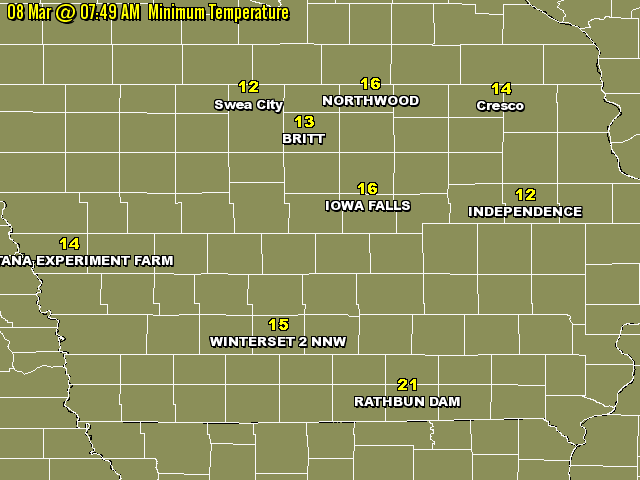 08 Mar @ 07:49 AM Minimum Temperature
12
Swea City
16
NORTHWOOD
14
Cresco
13
BRITT
16
IOWA FALLS
12
INDEPENDENCE
14
TANA EXPERIMENT FARM
15
WINTERSET 2 NNW
21
RATHBUN DAM